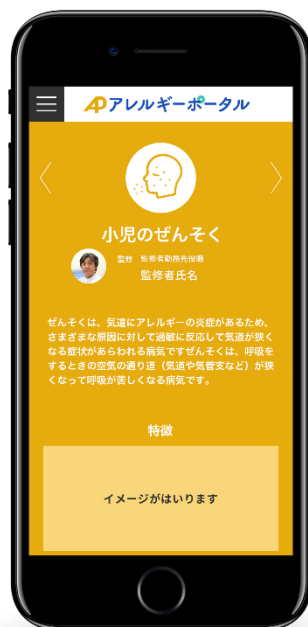 アレルギーポータル
小児のぜんそく
監修 監修者勤務先役職
監修者氏名
ぜんそくは、気道にアレルギーの炎症があるため、
さまざまな原因に対して過敏に反応して気道が狭く
なる症状があらわれる病気ですぜんそくは、呼吸を
するときの空気の通り道（気道や気管支など）が狭
くなって呼吸が苦しくなる病気です。
特徴
イメージがはいります